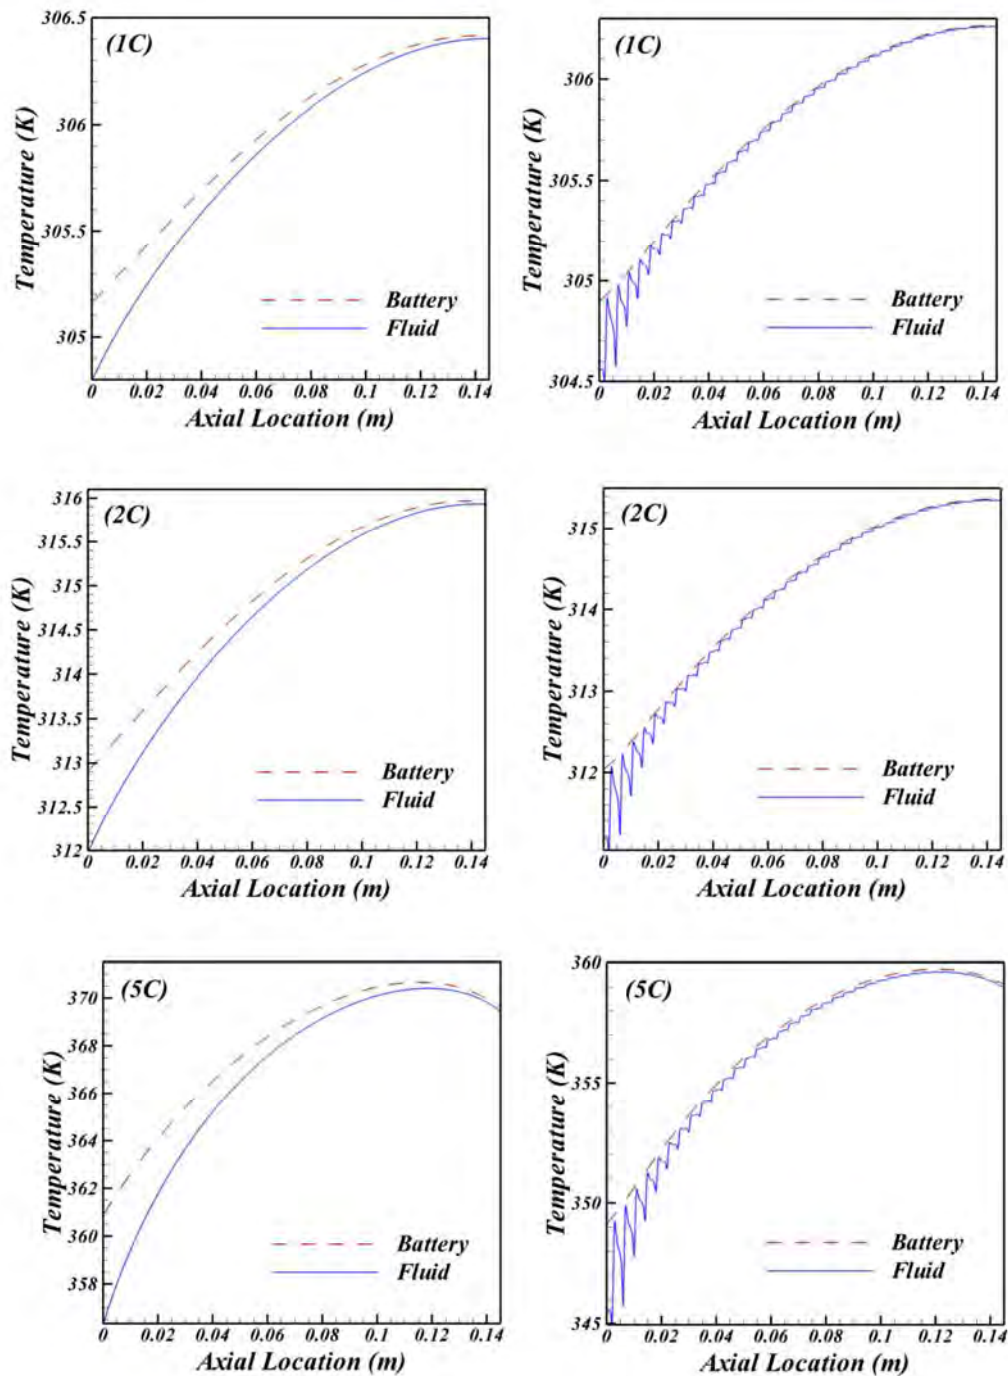 (1C)
Temperature (K)
306.5
306
305.5
305
Battery
Fluid
0 0.02 0.04 0.06 0.08 0.1 0.12 0.14
Axial Location (m)
(1C)
Temperature (K)
306
305.5
305
304.5
Battery
Fluid
0 0.02 0.04 0.06 0.08 0.1 0.12 0.14
Axial Location (m)
(2C)
Temperature (K)
316
315.5
315
314.5
314
313.5
313
312.5
312
Battery
Fluid
0 0.02 0.04 0.06 0.08 0.1 0.12 0.14
Axial Location (m)
(2C)
Temperature (K)
315
314
313
312
Battery
Fluid
0 0.02 0.04 0.06 0.08 0.1 0.12 0.14
Axial Location (m)
(5C)
Temperature (K)
370
368
366
364
362
360
358
Battery
Fluid
0 0.02 0.04 0.06 0.08 0.1 0.12 0.14
Axial Location (m)
(5C)
Temperature (K)
360
355
350
345
Battery
Fluid
0 0.02 0.04 0.06 0.08 0.1 0.12 0.14
Axial Location (m)